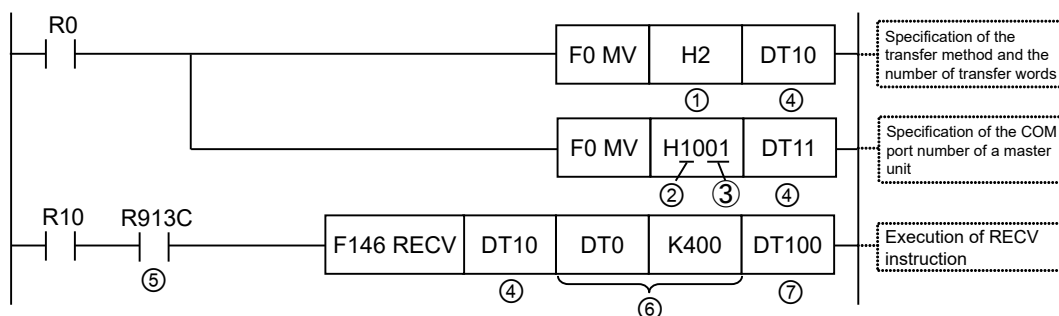 R0
F0 MV H2 DT10
Specification of the
transfer method and the
number of transfer words
① ④
F0 MV H1001 DT11
Specification of the COM
port number of a master
unit
② ③ ④
R10 R913C
F146 RECV DT10 DT0 K400 DT100
Execution of RECV
instruction
⑤ ④ ⑥ ⑦